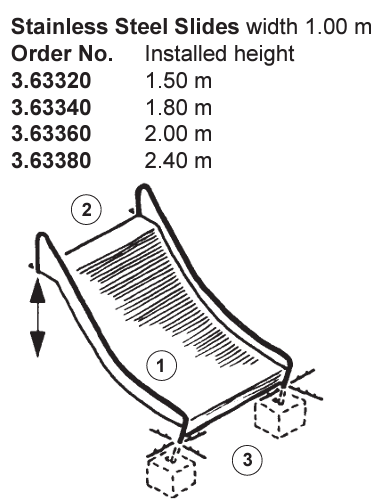 Stainless Steel Slides width 1.00 m
Order No. Installed height
3.63320 1.50 m
3.63340 1.80 m
3.63360 2.00 m
3.63380 2.40 m
2
1
3